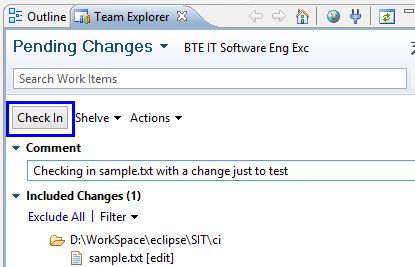 Outline Team Explorer
Pending Changes BTE IT Software Eng Exc
Search Work Items
Check In Shelve Actions
Comment
Checking in sample.txt with a change just to test
Included Changes (1)
Exclude All | Filter
D:\WorkSpace\eclipse\SIT\ci
sample.txt [edit]